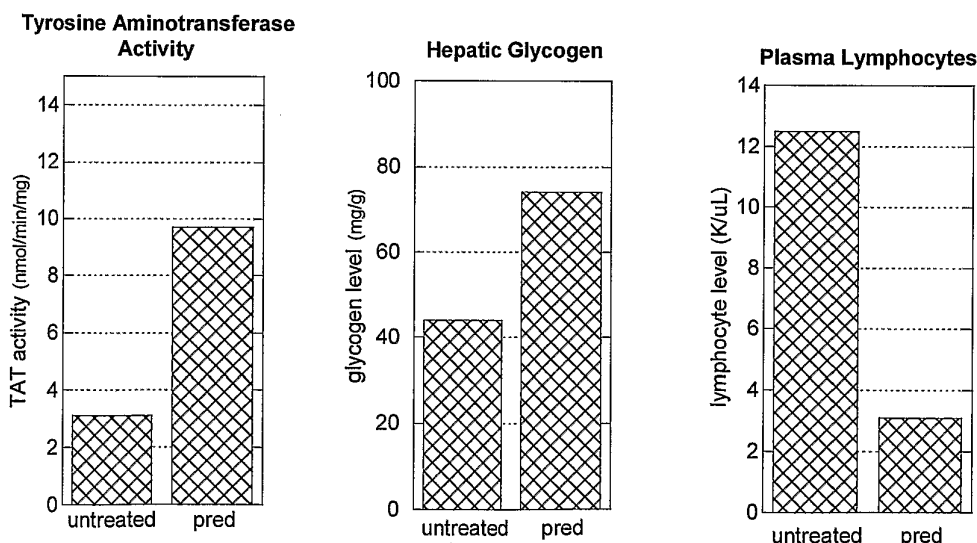 Tyrosine Aminotransferase
Activity
TAT activity (nmol/min/mg)
14
12
10
8
6
4
2
0
untreated pred
Hepatic Glycogen
glycogen level (mg/g)
100
80
60
40
20
0
untreated pred
Plasma Lymphocytes
lymphocyte level (K/uL)
14
12
10
8
6
4
2
0
untreated pred